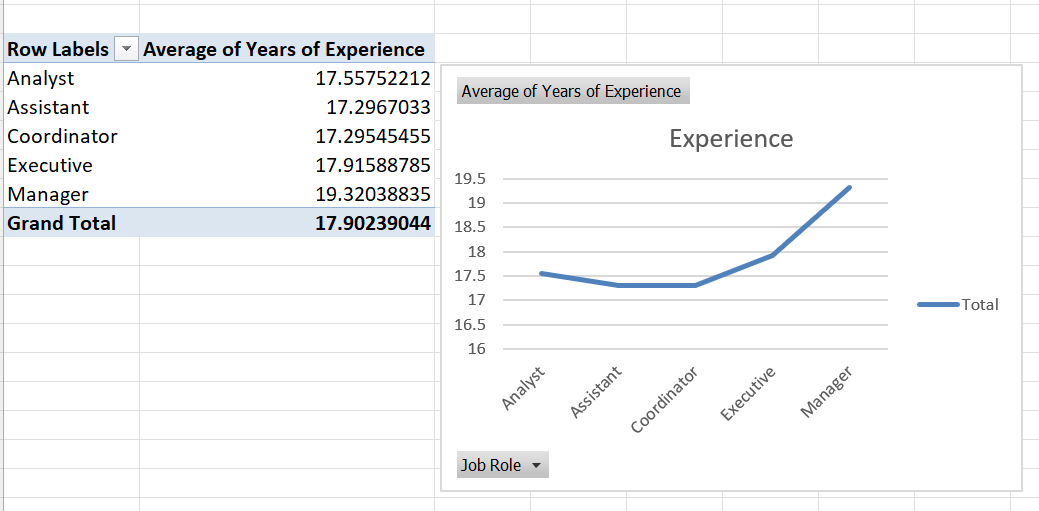 Row Labels Average of Years of Experience
Analyst 17.55752212
Assistant 17.2967033
Coordinator 17.29545455
Executive 17.91588785
Manager 19.32038835
Grand Total 17.90239044
Average of Years of Experience
Experience
19.5
19
18.5
18
17.5
17
16.5
16
Total
Analyst
Assistant
Coordinator
Executive
Manager
Job Role